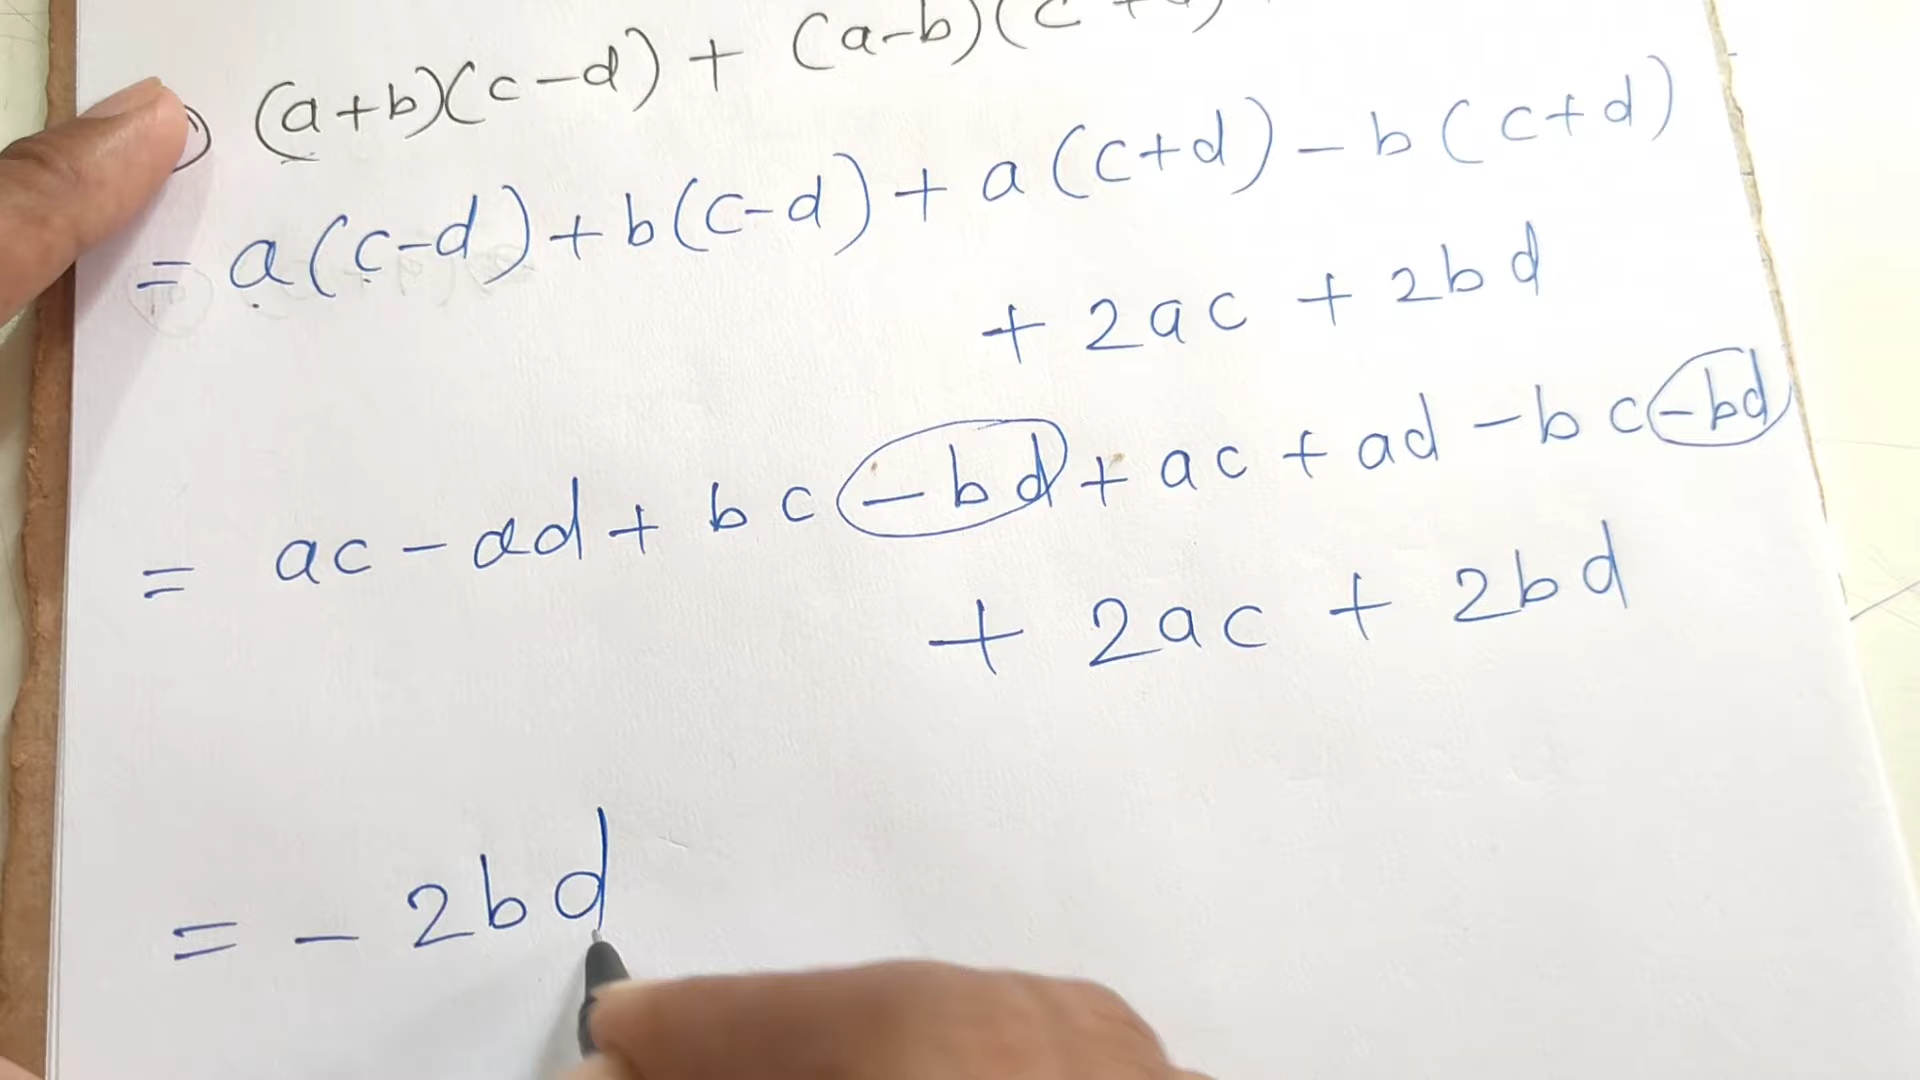 (a+b)(c-d) + (a-b)(c +
= a(c-d)+b(c-d)+a(c+d)-b(c+d)
+ 2ac + 2bd
= ac-ad+bc-bd+ac+ad-bc-bd
+ 2ac + 2bd
= - 2bd